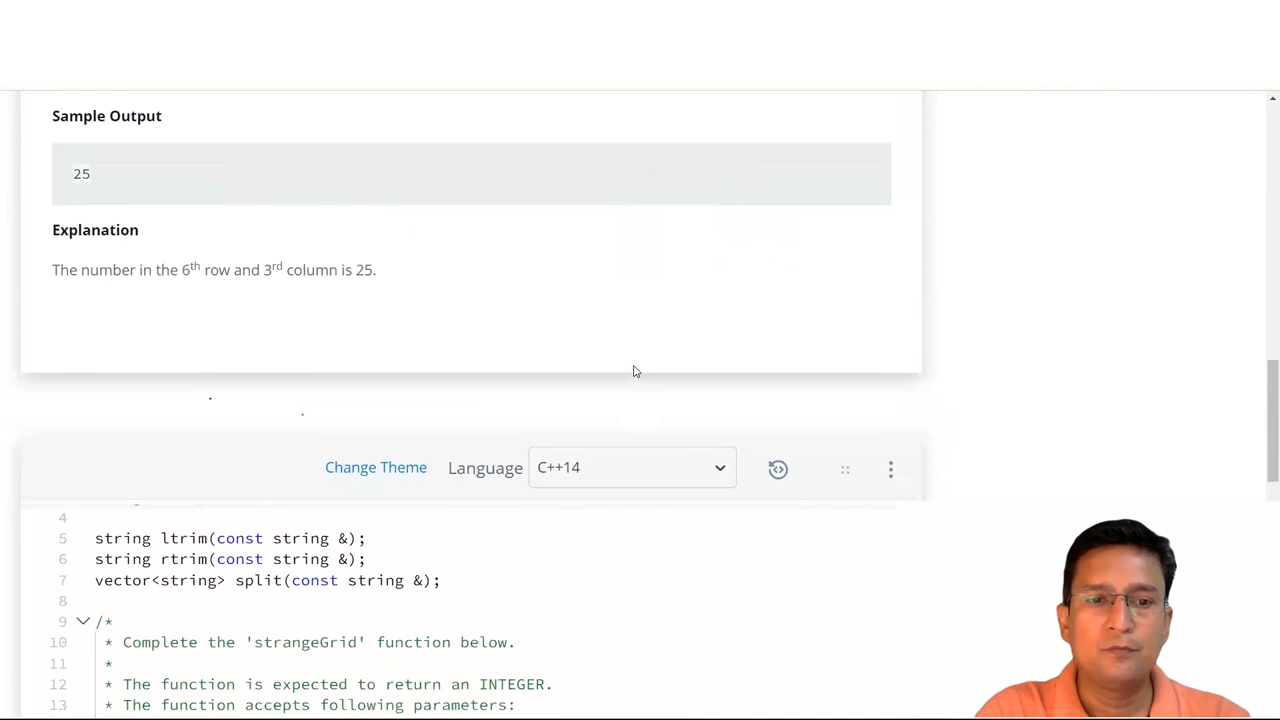 Sample Output
25
Explanation
The number in the 6th row and 3rd column is 25.
Change Theme Language C++14
4
5 string ltrim(const string &);
6 string rtrim(const string &);
7 vector<string> split(const string &);
8
9 /*
10 * Complete the 'strangeGrid' function below.
11 *
12 * The function is expected to return an INTEGER.
13 * The function accepts following parameters: